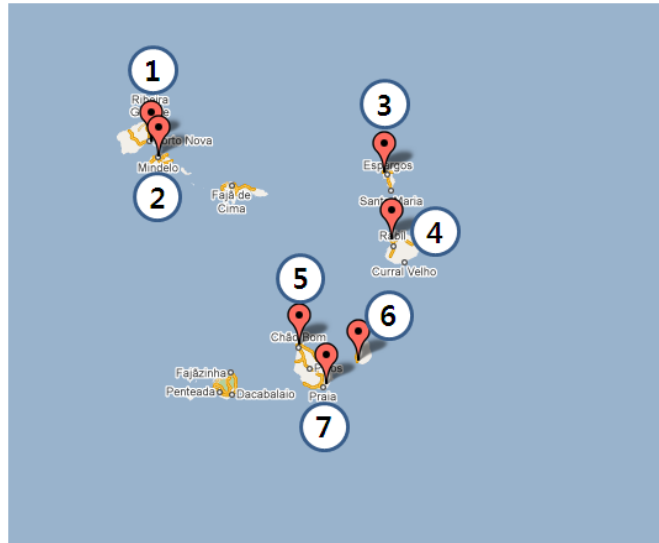 1
Ribeira
3
Porto Nova
Espargos
Mindelo
2
Fajã de
Cima
Santa Maria
Rabil
4
Curral Velho
5
6
Chão Bom
Fajãzinha
Penteada
Dacabalaio
Praia
7